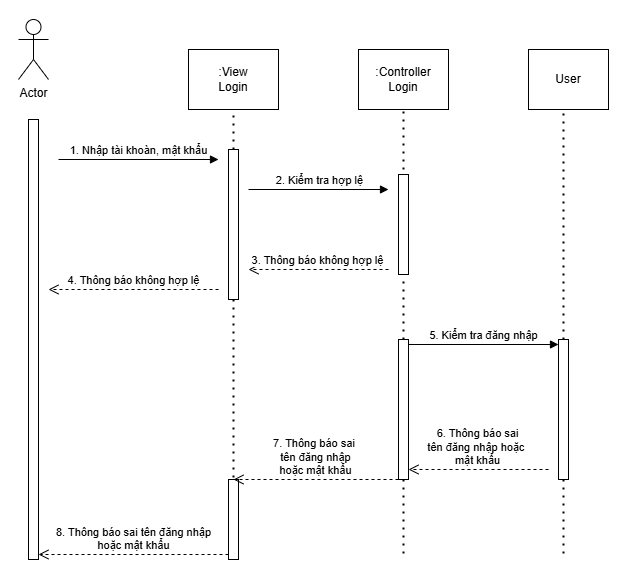 Actor
:View
Login
:Controller
Login
User
1. Nhập tài khoàn, mật khẩu
2. Kiểm tra hợp lệ
3. Thông báo không hợp lệ
4. Thông báo không hợp lệ
5. Kiểm tra đăng nhập
6. Thông báo sai
tên đăng nhập hoặc
mật khẩu
7. Thông báo sai
tên đăng nhập
hoặc mật khẩu
8. Thông báo sai tên đăng nhập
hoặc mật khẩu